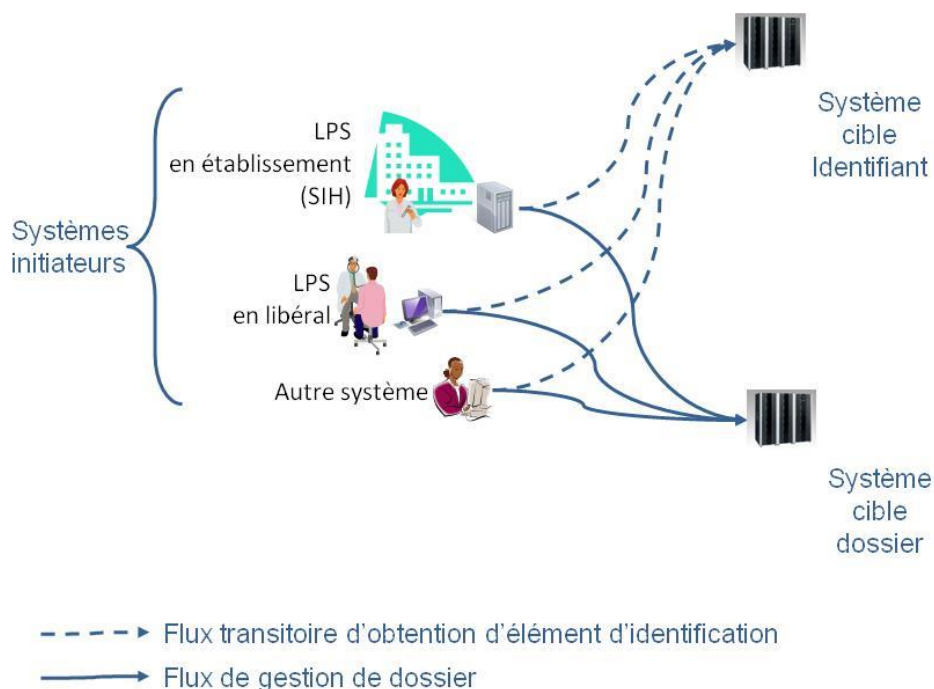 Systèmes
initiateurs
LPS
en établissement
(SIH)
LPS
en libéral
Autre système
Système
cible
Identifiant
Système
cible
dossier
Flux transitoire d'obtention d'élément d'identification
Flux de gestion de dossier